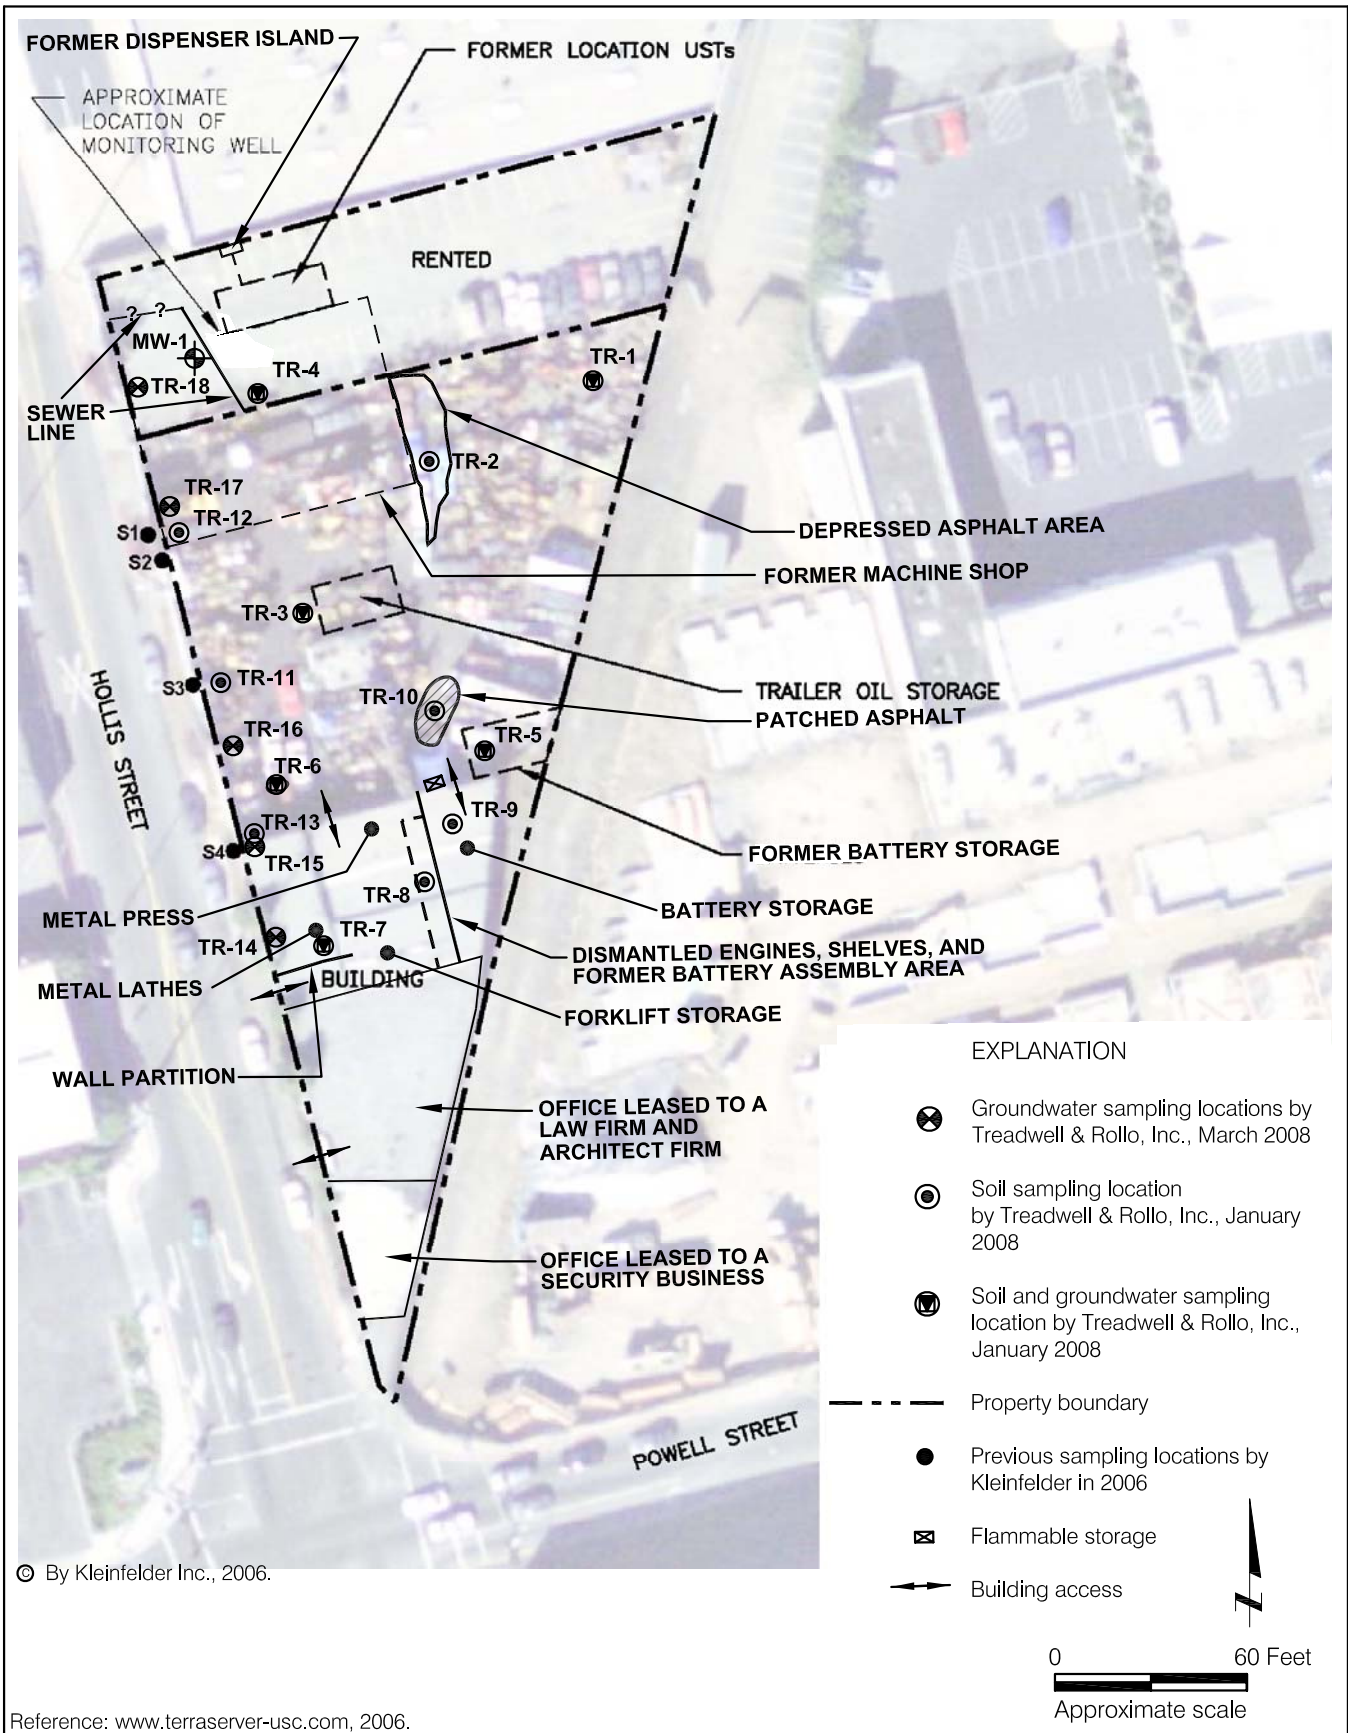 FORMER DISPENSER ISLAND
FORMER LOCATION USTs
APPROXIMATE
LOCATION OF
MONITORING WELL
RENTED
? ?
MW-1
TR-18
TR-4
TR-1
SEWER
LINE
TR-2
TR-17
TR-12
S1
S2
DEPRESSED ASPHALT AREA
FORMER MACHINE SHOP
TR-3
TR-11
S3
TR-10
TRAILER OIL STORAGE
PATCHED ASPHALT
HOLLIS STREET
TR-16
TR-5
TR-6
TR-9
TR-13
S4
TR-15
FORMER BATTERY STORAGE
TR-8
METAL PRESS
BATTERY STORAGE
TR-14
TR-7
DISMANTLED ENGINES, SHELVES, AND
FORMER BATTERY ASSEMBLY AREA
METAL LATHES
BUILDING
FORKLIFT STORAGE
WALL PARTITION
OFFICE LEASED TO A
LAW FIRM AND
ARCHITECT FIRM
OFFICE LEASED TO A
SECURITY BUSINESS
POWELL STREET
EXPLANATION
Groundwater sampling locations by
Treadwell & Rollo, Inc., March 2008
Soil sampling location
by Treadwell & Rollo, Inc., January
2008
Soil and groundwater sampling
location by Treadwell & Rollo, Inc.,
January 2008
Property boundary
Previous sampling locations by
Kleinfelder in 2006
Flammable storage
Building access
© By Kleinfelder Inc., 2006.
0 60 Feet
Approximate scale
Reference: www.terraserver-usc.com, 2006.